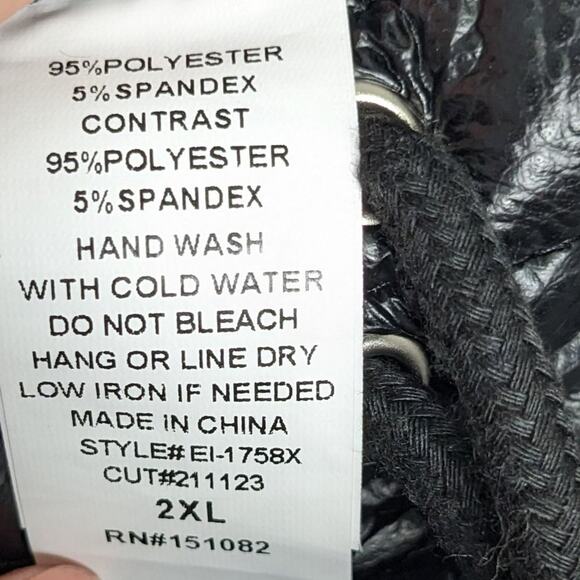 95%POLYESTER
5%SPANDEX
CONTRAST
95%POLYESTER
5%SPANDEX
HAND WASH
WITH COLD WATER
DO NOT BLEACH
HANG OR LINE DRY
LOW IRON IF NEEDED
MADE IN CHINA
STYLE# EI-1758X
CUT#211123
2XL
RN#151082